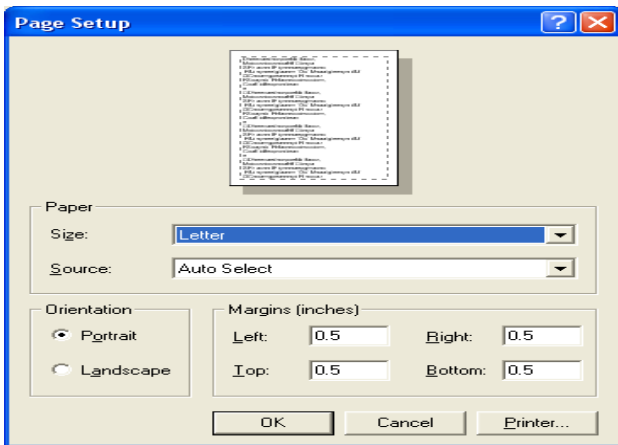 Page Setup
Paper
Size: Letter
Source: Auto Select
Orientation
Portrait
Landscape
Margins (inches)
Left: 0.5 Right: 0.5
Top: 0.5 Bottom: 0.5
OK Cancel Printer...